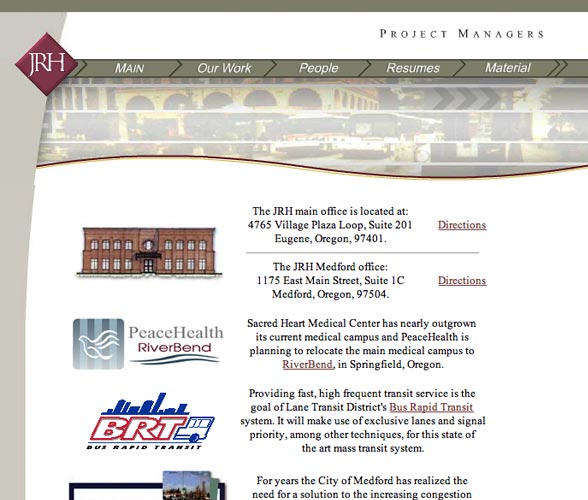 PROJECT MANAGERS
JRH
MAIN
Our Work
People
Resumes
Material
The JRH main office is located at:
4765 Village Plaza Loop, Suite 201
Eugene, Oregon, 97401.
Directions
The JRH Medford office:
1175 East Main Street, Suite 1C
Medford, Oregon, 97504.
Directions
PeaceHealth
RiverBend
Sacred Heart Medical Center has nearly outgrown
its current medical campus and PeaceHealth is
planning to relocate the main medical campus to
RiverBend, in Springfield, Oregon.
BRT
BUS RAPID TRANSIT
Providing fast, high frequent transit service is the
goal of Lane Transit District's Bus Rapid Transit
system. It will make use of exclusive lanes and signal
priority, among other techniques, for this state of
the art mass transit system.
For years the City of Medford has realized the
need for a solution to the increasing congestion